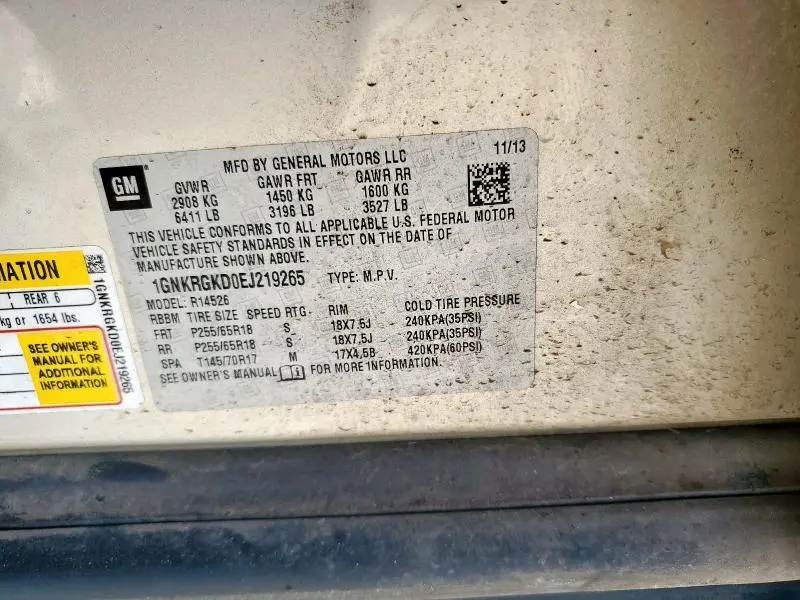 GM
MFD BY GENERAL MOTORS LLC
11/13
GVWR GAWR FRT GAWR RR
2908 KG 1450 KG 1600 KG
6411 LB 3196 LB 3527 LB
THIS VEHICLE CONFORMS TO ALL APPLICABLE U.S. FEDERAL MOTOR
VEHICLE SAFETY STANDARDS IN EFFECT ON THE DATE OF
MANUFACTURE SHOWN ABOVE.
1GNKRGKD0EJ219265 TYPE: M.P.V.
MODEL: R14526
RBBM TIRE SIZE SPEED RTG RIM COLD TIRE PRESSURE
FRT P255/65R18 S 18X7.5J 240KPA(35PSI)
RR P255/65R18 S 18X7.5J 240KPA(35PSI)
SPA T145/70R17 M 17X4.5B 420KPA(60PSI)
SEE OWNER'S MANUAL FOR MORE INFORMATION.
MATION
REAR 6
kg or 1654 lbs.
SEE OWNER'S
MANUAL FOR
ADDITIONAL
INFORMATION
1GNKRGKD0EJ219265